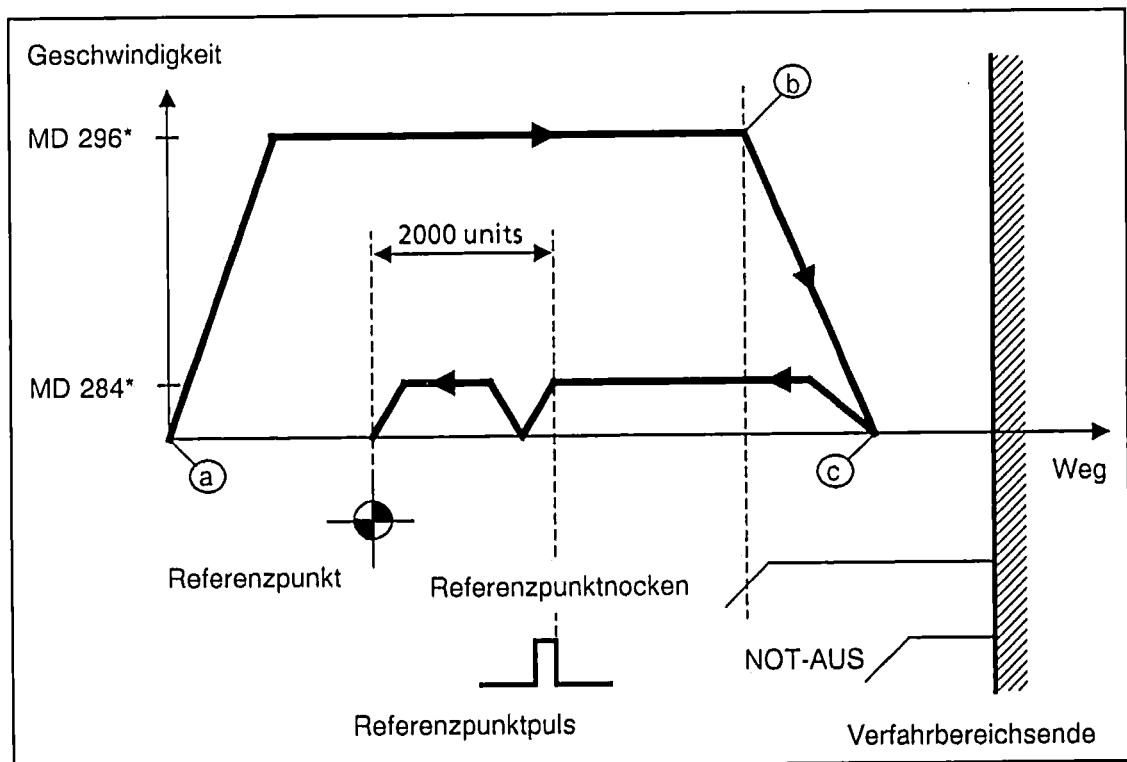 Geschwindigkeit
b
MD 296*
2000 units
MD 284*
a
c
Weg
Referenzpunkt
Referenzpunktnocken
NOT-AUS
Referenzpunktpuls
Verfahrbereichsende